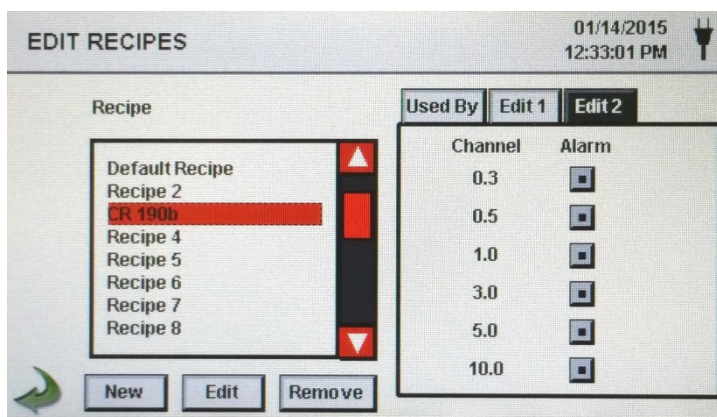 EDIT RECIPES
01/14/2015
12:33:01 PM
Recipe
Default Recipe
Recipe 2
CR 190b
Recipe 4
Recipe 5
Recipe 6
Recipe 7
Recipe 8
New Edit Remove
Used By Edit 1 Edit 2
Channel Alarm
0.3
0.5
1.0
3.0
5.0
10.0